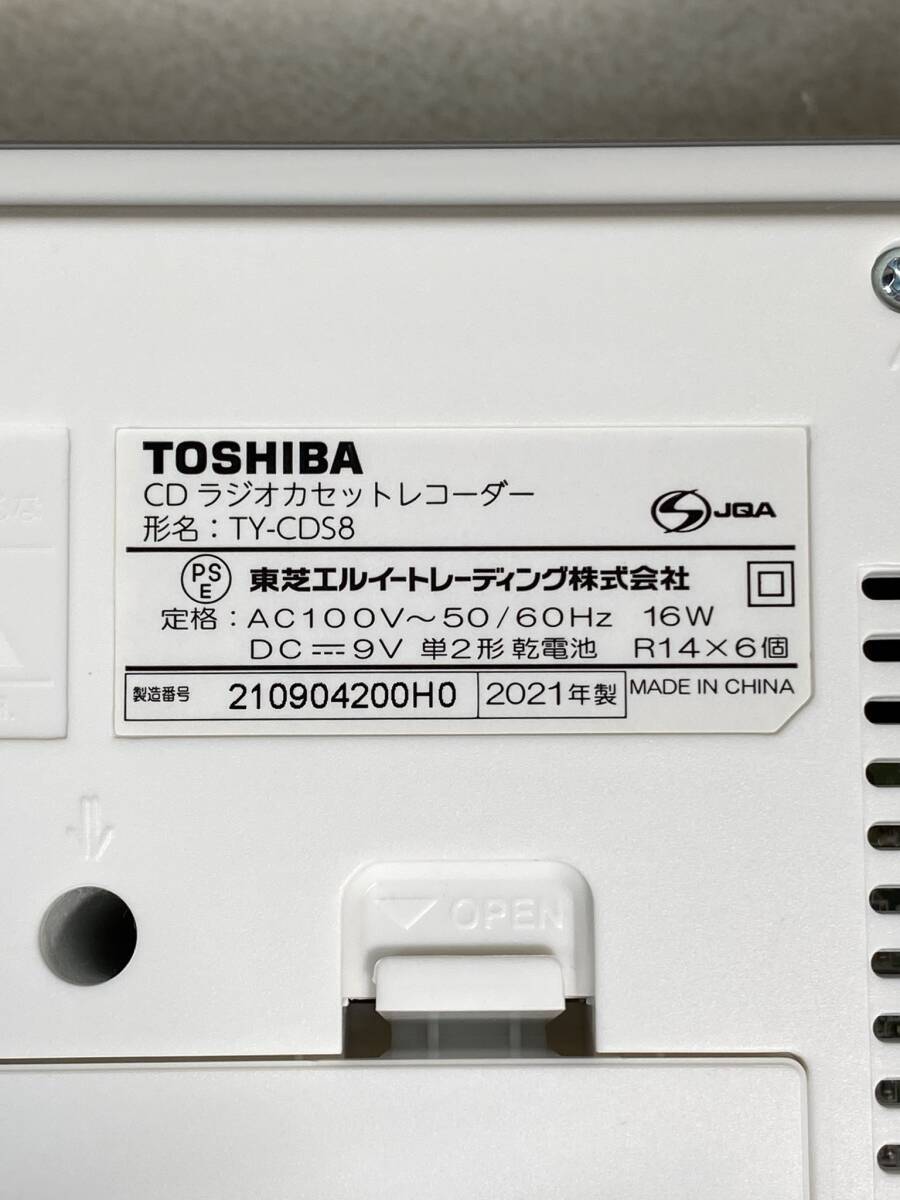 TOSHIBA
CD ラジオカセットレコーダー
形名：TY-CDS8
JQA
PS
E
東芝エルイートレーディング株式会社
定格：AC100V～50/60Hz 16W
DC⎓9V 単2形 乾電池 R14×6個
製造番号 210904200H0 2021年製 MADE IN CHINA
OPEN